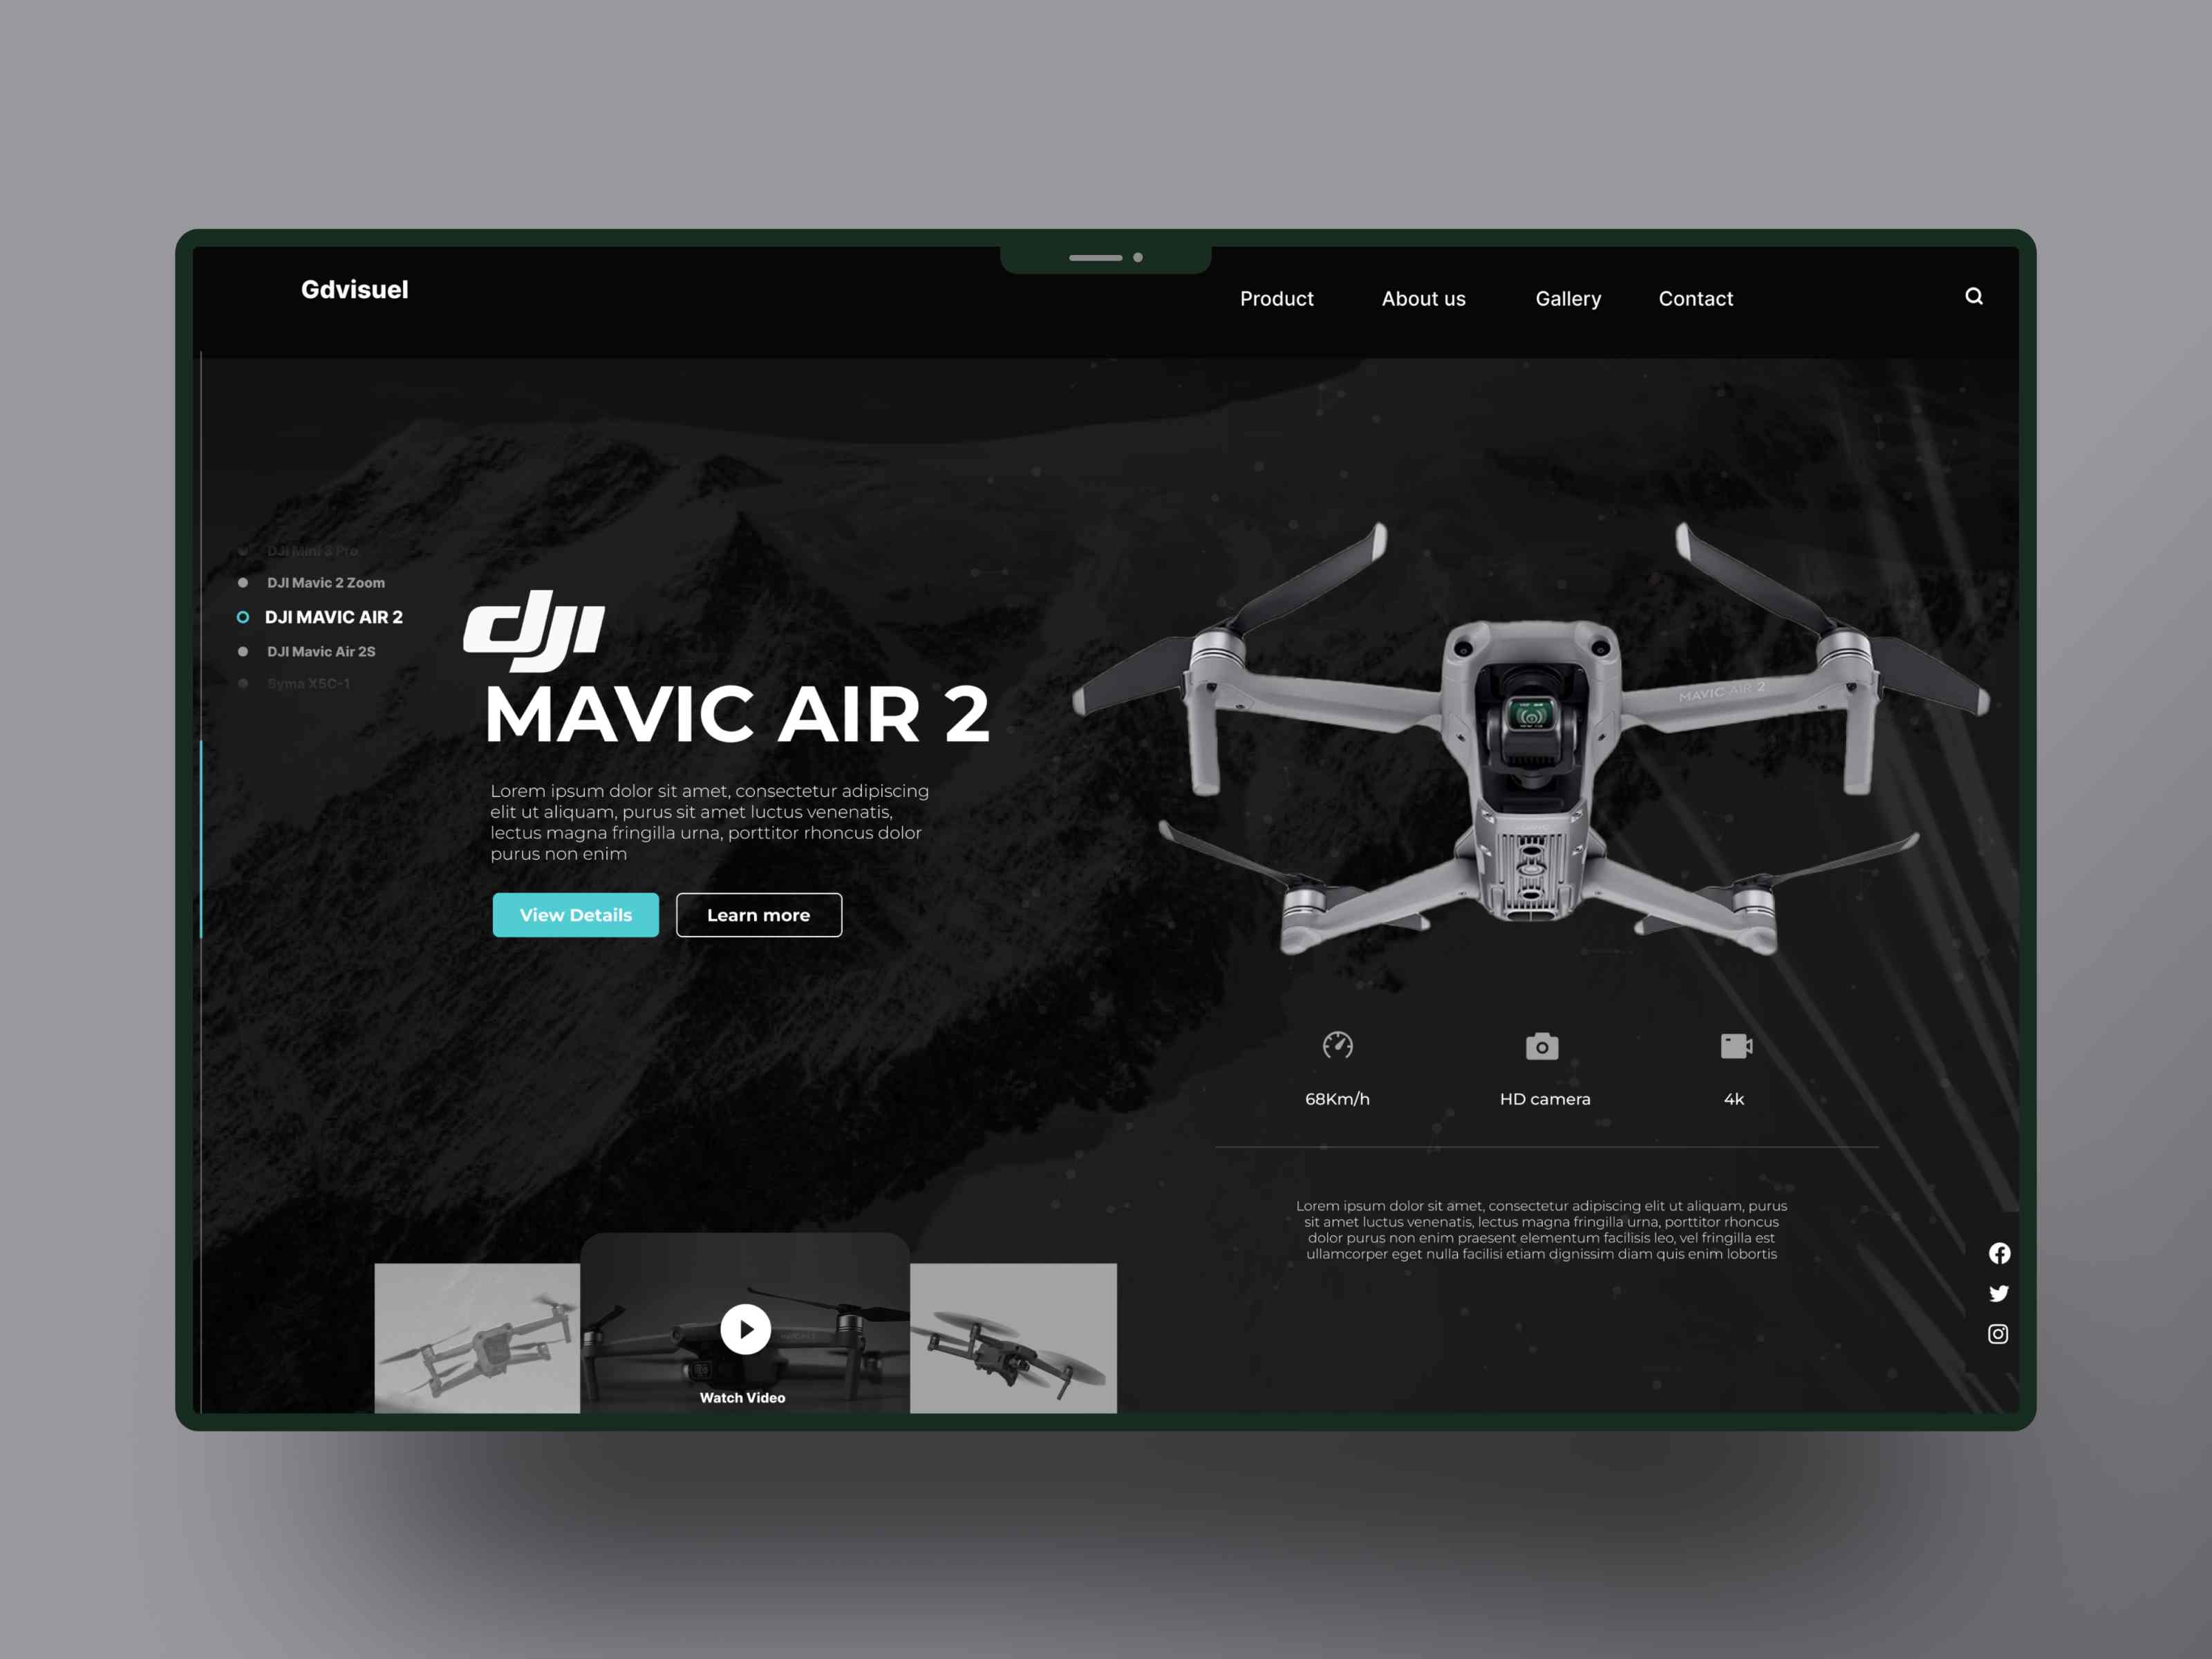 Gdvisuel
Product
About us
Gallery
Contact
DJI Mini 3 Pro
DJI Mavic 2 Zoom
DJI MAVIC AIR 2
DJI Mavic Air 2S
Syma X5C-1
dji
MAVIC AIR 2
Lorem ipsum dolor sit amet, consectetur adipiscing
elit ut aliquam, purus sit amet luctus venenatis,
lectus magna fringilla urna, porttitor rhoncus dolor
purus non enim
View Details
Learn more
MAVIC AIR 2
68Km/h
HD camera
4k
Lorem ipsum dolor sit amet, consectetur adipiscing elit ut aliquam, purus
sit amet luctus venenatis, lectus magna fringilla urna, porttitor rhoncus
dolor purus non enim praesent elementum facilisis leo, vel fringilla est
ullamcorper eget nulla facilisi etiam dignissim diam quis enim lobortis
Watch Video